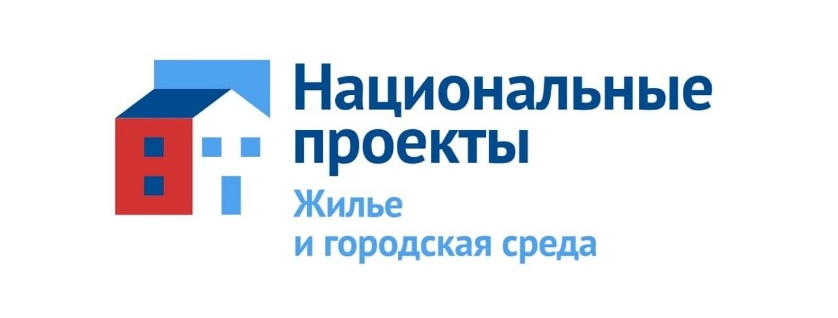 Национальные
проекты
Жилье
и городская среда